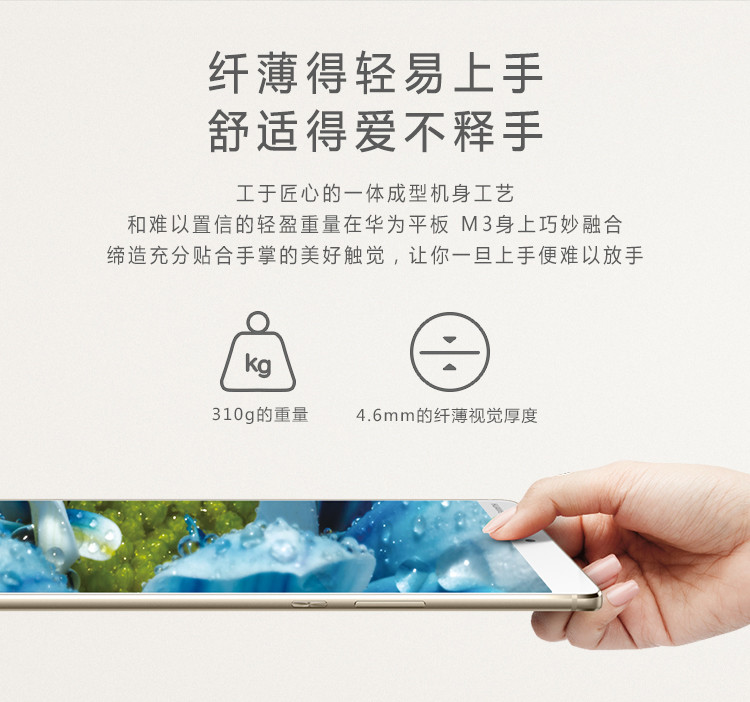 纤薄得轻易上手
舒适得爱不释手
工于匠心的一体成型机身工艺
和难以置信的轻盈重量在华为平板 M3身上巧妙融合
缔造充分贴合手掌的美好触觉，让你一旦上手便难以放手
kg
310g的重量
4.6mm的纤薄视觉厚度